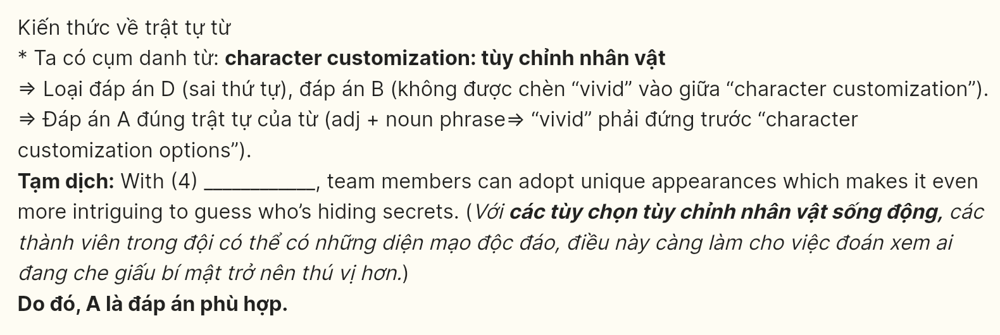 Kiến thức về trật tự từ
* Ta có cụm danh từ: character customization: tùy chỉnh nhân vật
⇒ Loại đáp án D (sai thứ tự), đáp án B (không được chèn “vivid” vào giữa “character customization”).
⇒ Đáp án A đúng trật tự của từ (adj + noun phrase⇒ “vivid” phải đứng trước “character
customization options”).
Tạm dịch: With (4) ____________, team members can adopt unique appearances which makes it even
more intriguing to guess who’s hiding secrets. (Với các tùy chọn tùy chỉnh nhân vật sống động, các
thành viên trong đội có thể có những diện mạo độc đáo, điều này càng làm cho việc đoán xem ai
đang che giấu bí mật trở nên thú vị hơn.)
Do đó, A là đáp án phù hợp.